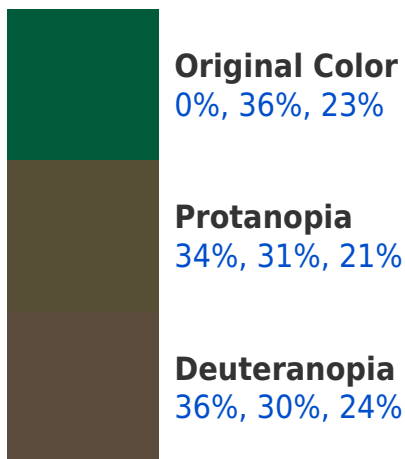 Original Color
0%, 36%, 23%
Protanopia
34%, 31%, 21%
Deuteranopia
36%, 30%, 24%